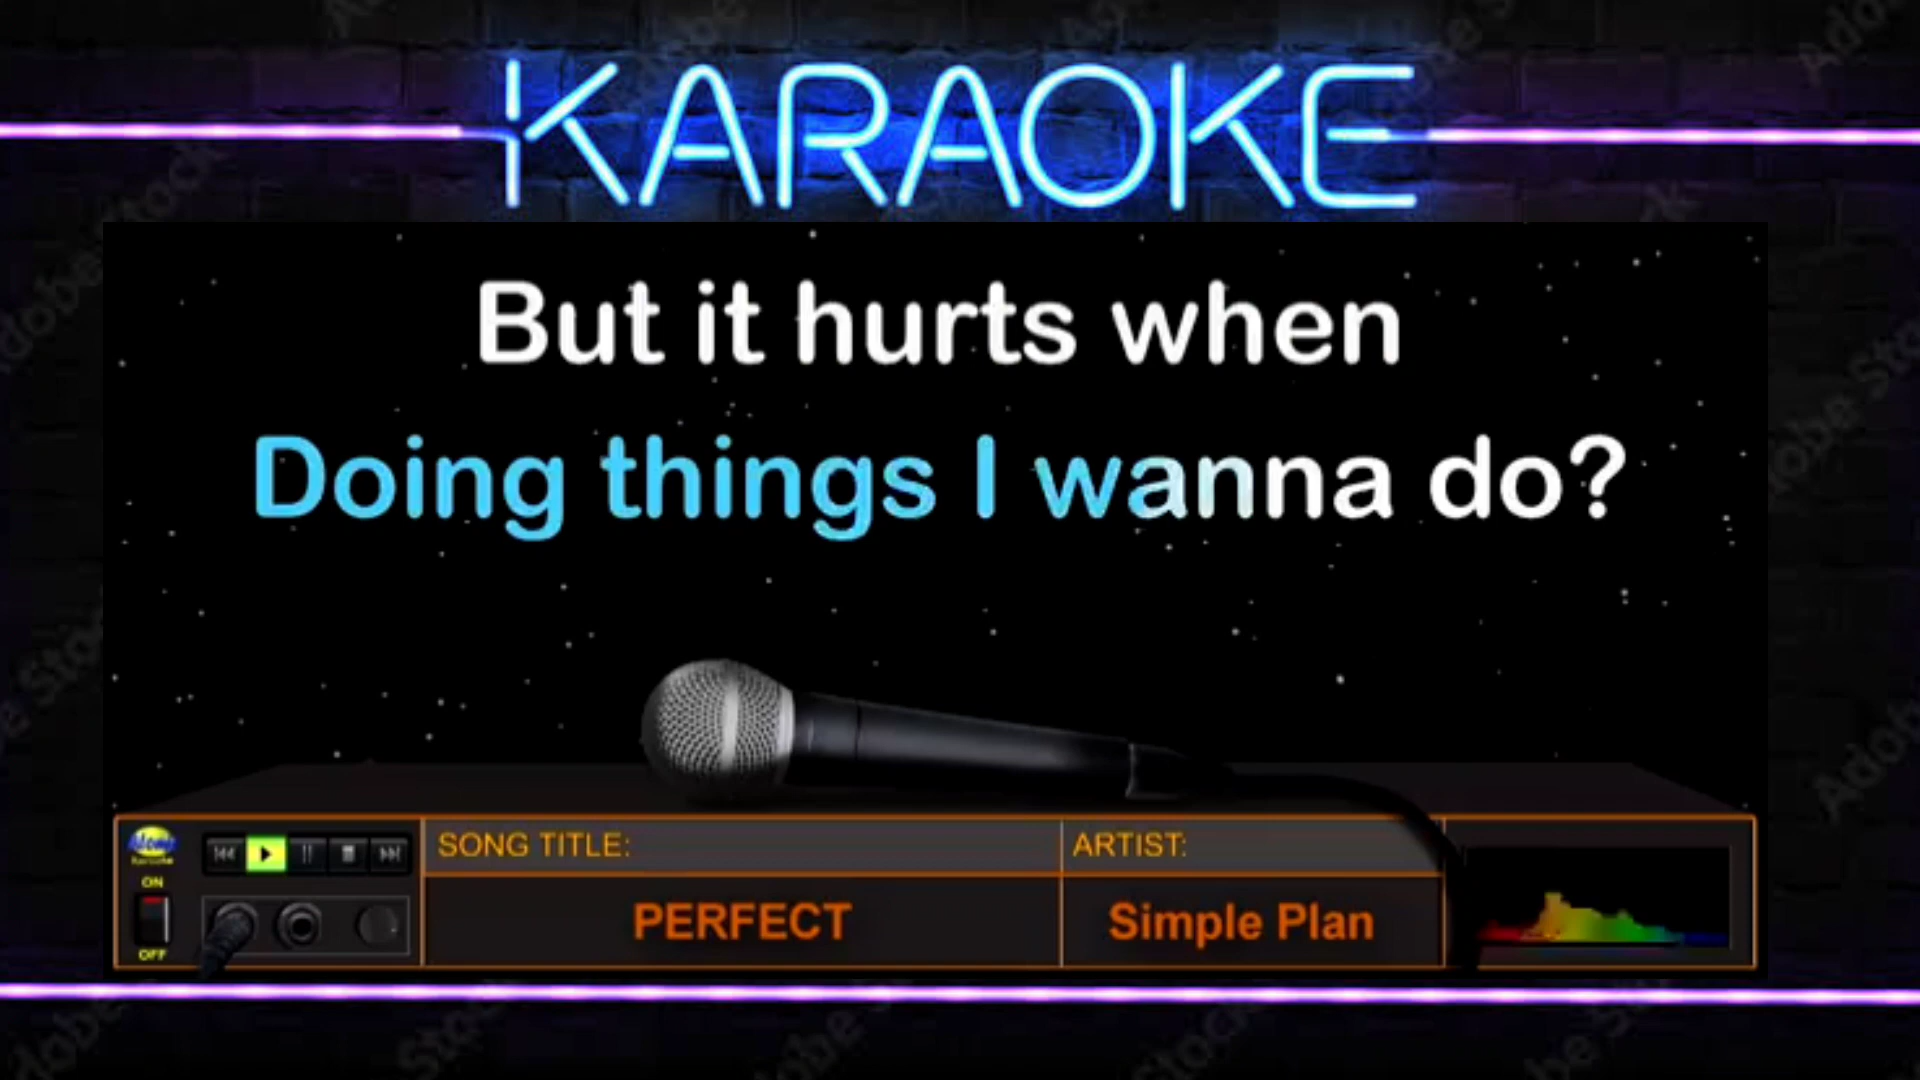 KARAOKE
But it hurts when
Doing things I wanna do?
SONG TITLE:
ARTIST:
ON
OFF
PERFECT
Simple Plan